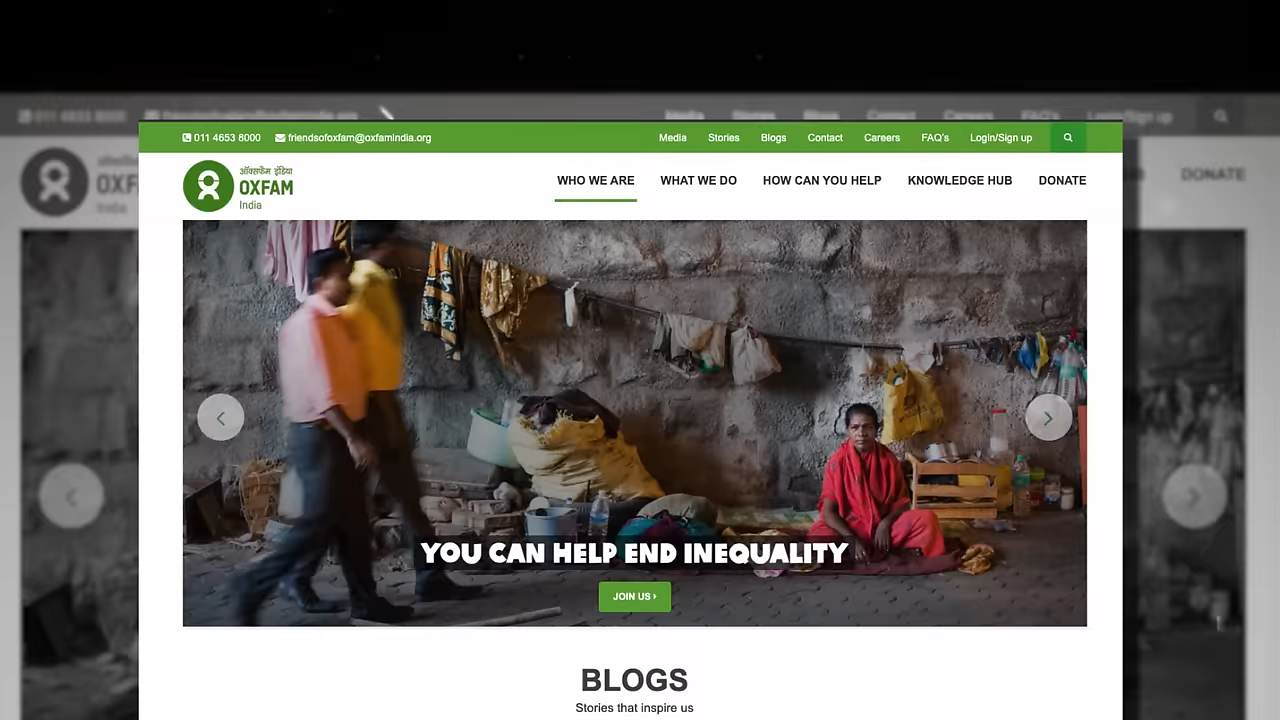 011 4653 8000 friendsofoxfam@oxfamindia.org Media Stories Blogs Contact Careers FAQ's Login/Sign up
ऑक्सफैम इंडिया
OXFAM
India
WHO WE ARE WHAT WE DO HOW CAN YOU HELP KNOWLEDGE HUB DONATE
DONATE
YOU CAN HELP END INEQUALITY
JOIN US
BLOGS
Stories that inspire us